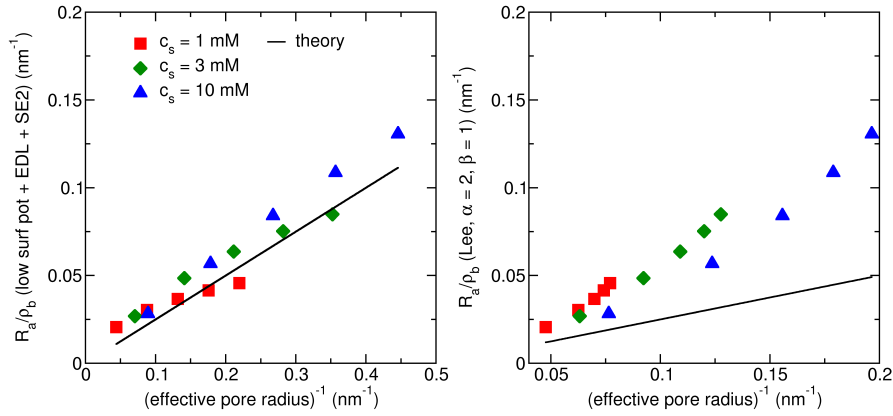 R_a/ρ_b (low surf pot + EDL + SE2) (nm⁻¹)
0.2
0.15
0.1
0.05
0
c_s = 1 mM
c_s = 3 mM
c_s = 10 mM
theory
0 0.1 0.2 0.3 0.4 0.5
(effective pore radius)⁻¹ (nm⁻¹)
R_a/ρ_b (Lee, α = 2, β = 1) (nm⁻¹)
0.2
0.15
0.1
0.05
0
0.05 0.1 0.15 0.2
(effective pore radius)⁻¹ (nm⁻¹)